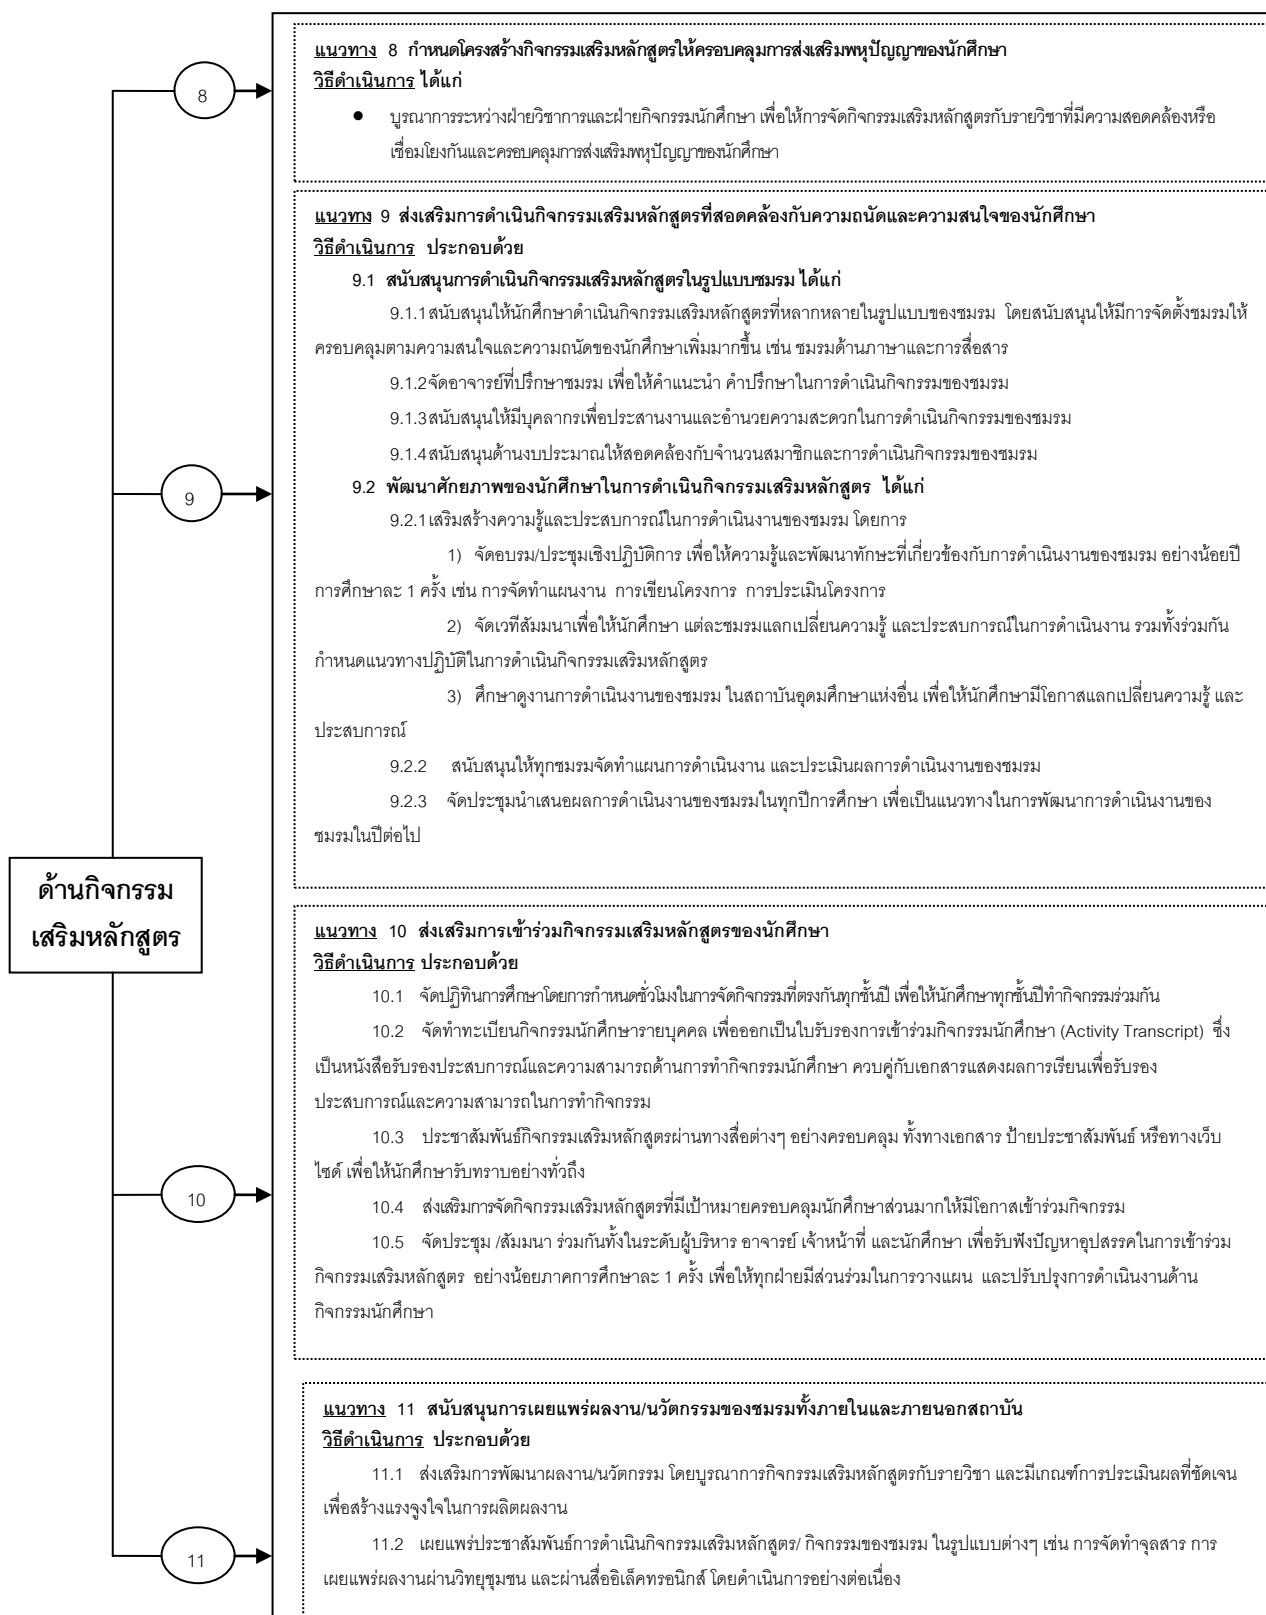 แนวทาง 8 กำหนดโครงสร้างกิจกรรมเสริมหลักสูตรให้ครอบคลุมการส่งเสริมพหุปัญญาของนักศึกษา
วิธีดำเนินการ ได้แก่
8
● บูรณาการระหว่างฝ่ายวิชาการและฝ่ายกิจกรรมนักศึกษา เพื่อให้การจัดกิจกรรมเสริมหลักสูตรกับรายวิชาที่มีความสอดคล้องหรือ
เชื่อมโยงกันและครอบคลุมการส่งเสริมพหุปัญญาของนักศึกษา
แนวทาง 9 ส่งเสริมการดำเนินกิจกรรมเสริมหลักสูตรที่สอดคล้องกับความถนัดและความสนใจของนักศึกษา
วิธีดำเนินการ ประกอบด้วย
9.1 สนับสนุนการดำเนินกิจกรรมเสริมหลักสูตรในรูปแบบชมรม ได้แก่
9.1.1 สนับสนุนให้นักศึกษาดำเนินกิจกรรมเสริมหลักสูตรที่หลากหลายในรูปแบบของชมรม โดยสนับสนุนให้มีการจัดตั้งชมรมให้
ครอบคลุมตามความสนใจและความถนัดของนักศึกษาเพิ่มมากขึ้น เช่น ชมรมด้านภาษาและการสื่อสาร
9.1.2 จัดอาจารย์ที่ปรึกษาชมรม เพื่อให้คำแนะนำ คำปรึกษาในการดำเนินกิจกรรมของชมรม
9.1.3 สนับสนุนให้มีบุคลากรเพื่อประสานงานและอำนวยความสะดวกในการดำเนินกิจกรรมของชมรม
9.1.4 สนับสนุนด้านงบประมาณให้สอดคล้องกับจำนวนสมาชิกและการดำเนินกิจกรรมของชมรม
9.2 พัฒนาศักยภาพของนักศึกษาในการดำเนินกิจกรรมเสริมหลักสูตร ได้แก่
9
9.2.1 เสริมสร้างความรู้และประสบการณ์ในการดำเนินงานของชมรม โดยการ
1) จัดอบรม/ประชุมเชิงปฏิบัติการ เพื่อให้ความรู้และพัฒนาทักษะที่เกี่ยวข้องกับการดำเนินงานของชมรม อย่างน้อยปี
การศึกษาละ 1 ครั้ง เช่น การจัดทำแผนงาน การเขียนโครงการ การประเมินโครงการ
2) จัดเวทีสัมมนาเพื่อให้นักศึกษา แต่ละชมรมแลกเปลี่ยนความรู้ และประสบการณ์ในการดำเนินงาน รวมทั้งร่วมกัน
กำหนดแนวทางปฏิบัติในการดำเนินกิจกรรมเสริมหลักสูตร
3) ศึกษาดูงานการดำเนินงานของชมรม ในสถาบันอุดมศึกษาแห่งอื่น เพื่อให้นักศึกษามีโอกาสแลกเปลี่ยนความรู้ และ
ประสบการณ์
9.2.2 สนับสนุนให้ทุกชมรมจัดทำแผนการดำเนินงาน และประเมินผลการดำเนินงานของชมรม
9.2.3 จัดประชุมนำเสนอผลการดำเนินงานของชมรมในทุกปีการศึกษา เพื่อเป็นแนวทางในการพัฒนาการดำเนินงานของ
ชมรมในปีต่อไป
ด้านกิจกรรม
เสริมหลักสูตร
แนวทาง 10 ส่งเสริมการเข้าร่วมกิจกรรมเสริมหลักสูตรของนักศึกษา
วิธีดำเนินการ ประกอบด้วย
10.1 จัดปฏิทินการศึกษาโดยการกำหนดชั่วโมงในการจัดกิจกรรมที่ตรงกันทุกชั้นปี เพื่อให้นักศึกษาทุกชั้นปีทำกิจกรรมร่วมกัน
10.2 จัดทำทะเบียนกิจกรรมนักศึกษารายบุคคล เพื่อออกเป็นใบรับรองการเข้าร่วมกิจกรรมนักศึกษา (Activity Transcript) ซึ่ง
เป็นหนังสือรับรองประสบการณ์และความสามารถด้านการทำกิจกรรมนักศึกษา ควบคู่กับเอกสารแสดงผลการเรียนเพื่อรับรอง
ประสบการณ์และความสามารถในการทำกิจกรรม
10.3 ประชาสัมพันธ์กิจกรรมเสริมหลักสูตรผ่านทางสื่อต่างๆ อย่างครอบคลุม ทั้งทางเอกสาร ป้ายประชาสัมพันธ์ หรือทางเว็บ
ไซด์ เพื่อให้นักศึกษารับทราบอย่างทั่วถึง
10
10.4 ส่งเสริมการจัดกิจกรรมเสริมหลักสูตรที่มีเป้าหมายครอบคลุมนักศึกษาส่วนมากให้มีโอกาสเข้าร่วมกิจกรรม
10.5 จัดประชุม /สัมมนา ร่วมกันทั้งในระดับผู้บริหาร อาจารย์ เจ้าหน้าที่ และนักศึกษา เพื่อรับฟังปัญหาอุปสรรคในการเข้าร่วม
กิจกรรมเสริมหลักสูตร อย่างน้อยภาคการศึกษาละ 1 ครั้ง เพื่อให้ทุกฝ่ายมีส่วนร่วมในการวางแผน และปรับปรุงการดำเนินงานด้าน
กิจกรรมนักศึกษา
แนวทาง 11 สนับสนุนการเผยแพร่ผลงาน/นวัตกรรมของชมรมทั้งภายในและภายนอกสถาบัน
วิธีดำเนินการ ประกอบด้วย
11.1 ส่งเสริมการพัฒนาผลงาน/นวัตกรรม โดยบูรณาการกิจกรรมเสริมหลักสูตรกับรายวิชา และมีเกณฑ์การประเมินผลที่ชัดเจน
เพื่อสร้างแรงจูงใจในการผลิตผลงาน
11.2 เผยแพร่ประชาสัมพันธ์การดำเนินกิจกรรมเสริมหลักสูตร/ กิจกรรมของชมรม ในรูปแบบต่างๆ เช่น การจัดทำจุลสาร การ
11
เผยแพร่ผลงานผ่านวิทยุชุมชน และผ่านสื่ออิเล็คทรอนิกส์ โดยดำเนินการอย่างต่อเนื่อง